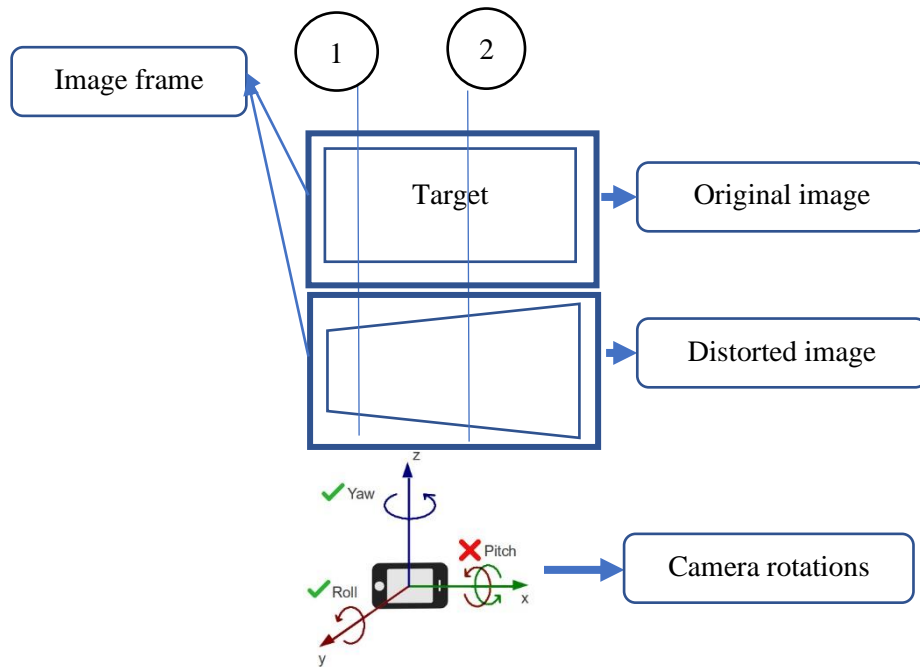 1
2
Image frame
Target
Original image
Distorted image
z
Yaw
Pitch
Roll
x
y
Camera rotations